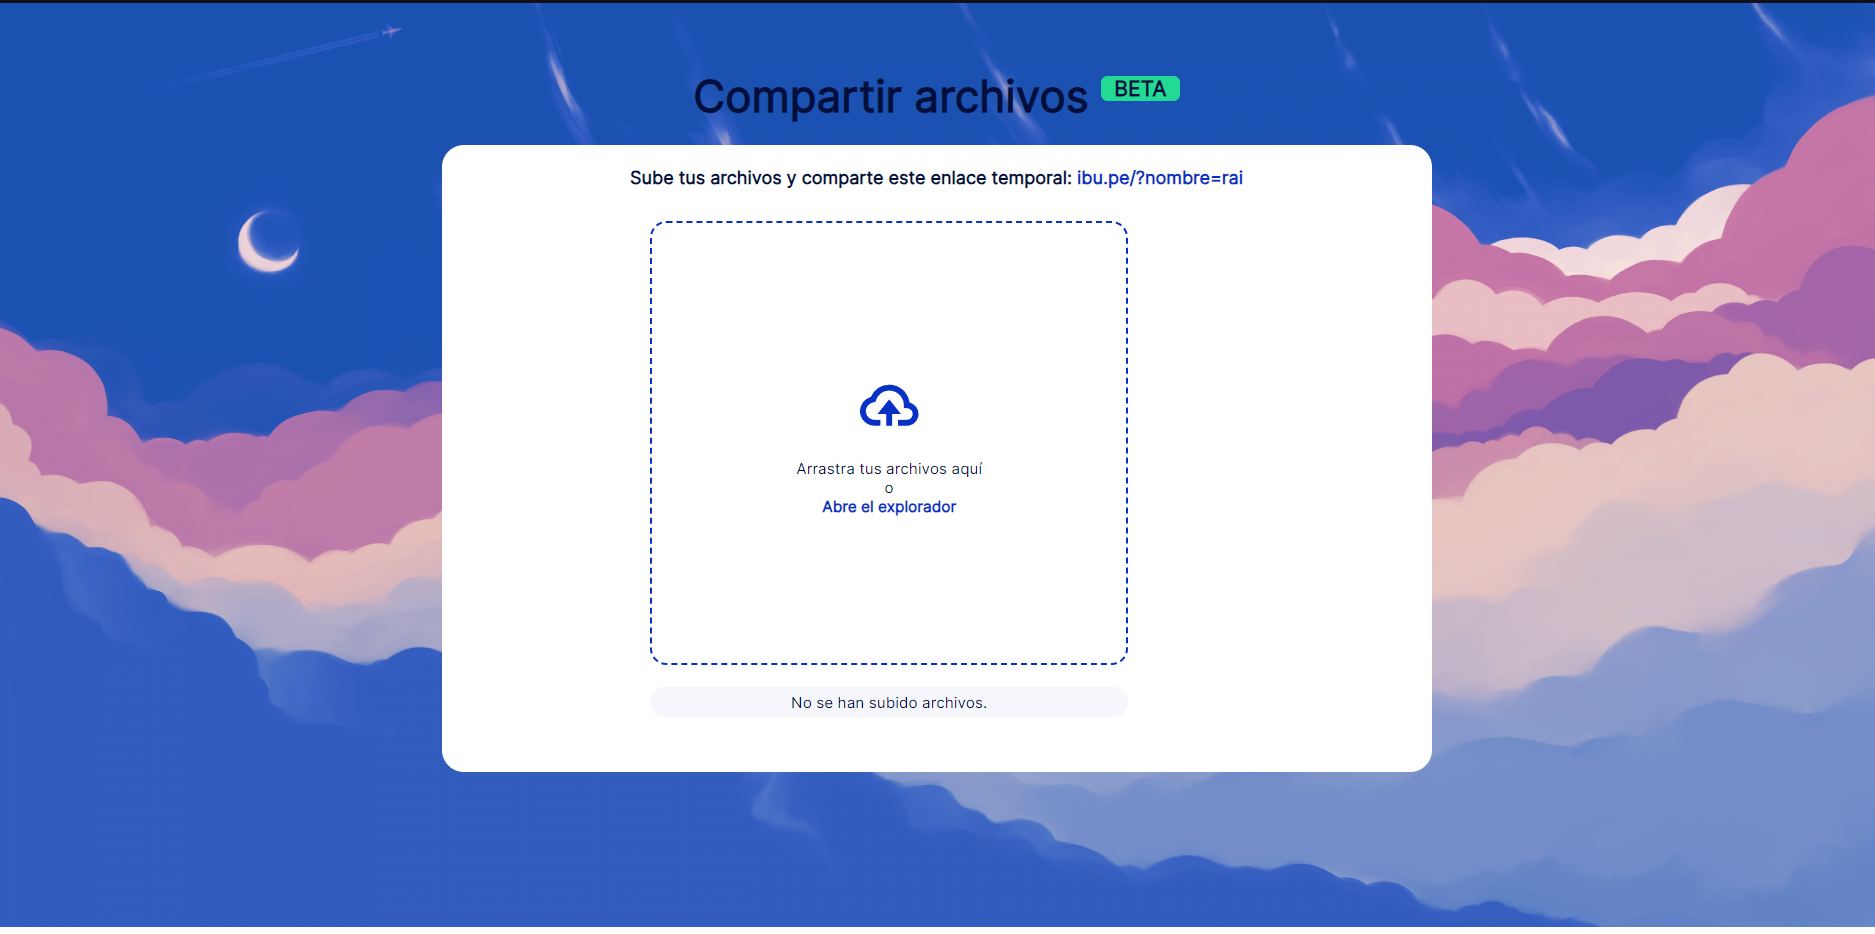 Compartir archivos BETA
Sube tus archivos y comparte este enlace temporal: ibu.pe/?nombre=rai
Arrastra tus archivos aquí
o
Abre el explorador
No se han subido archivos.